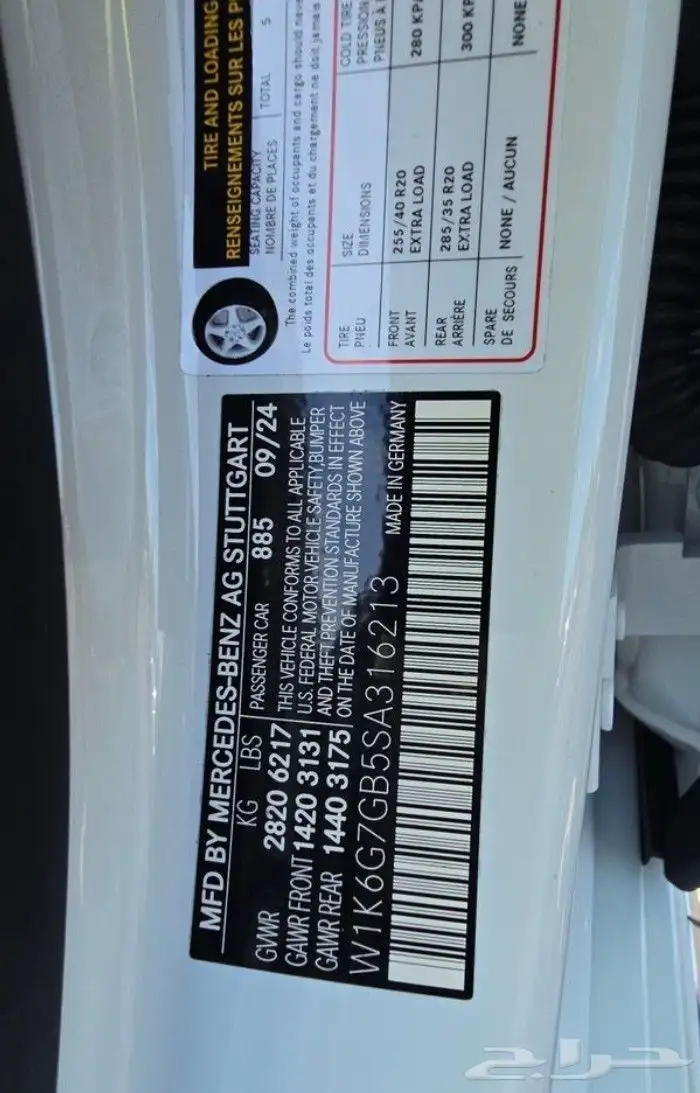 TIRE AND LOADING
RENSEIGNEMENTS SUR LES P
SEATING CAPACITY
NOMBRE DE PLACES
TOTAL 5
The combined weight of occupants and cargo should
Le poids total des occupants et du chargement ne doit jamais
TIRE SIZE COLD TIRE
PNEU DIMENSIONS PRESSION
PNEUS À
FRONT 255/40 R20 280 KPA
AVANT EXTRA LOAD
REAR 285/35 R20 300 KP
ARRIÈRE EXTRA LOAD
SPARE NONE / AUCUN NONE
DE SECOURS
MFD BY MERCEDES-BENZ AG STUTTGART
KG LBS PASSENGER CAR 885 09/24
GVWR 2820 6217 THIS VEHICLE CONFORMS TO ALL APPLICABLE
GAWR FRONT 1420 3131 U.S. FEDERAL MOTOR VEHICLE SAFETY, BUMPER
GAWR REAR 1440 3175 AND THEFT PREVENTION STANDARDS IN EFFECT
ON THE DATE OF MANUFACTURE SHOWN ABOVE
W1K6G7GB5SA316213 MADE IN GERMANY
حراج